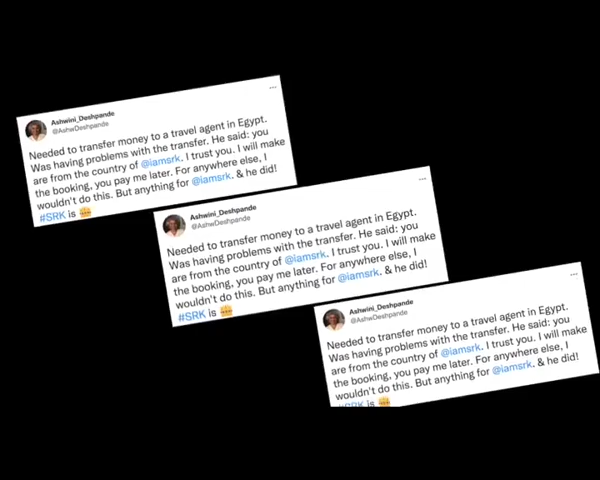 Ashwini_Deshpande
@AshwDeshpande
Needed to transfer money to a travel agent in Egypt.
Was having problems with the transfer. He said: you
are from the country of @iamsrk. I trust you. I will make
the booking, you pay me later. For anywhere else, I
wouldn't do this. But anything for @iamsrk. & he did!
#SRK is
Ashwini_Deshpande
@AshwDeshpande
Needed to transfer money to a travel agent in Egypt.
Was having problems with the transfer. He said: you
are from the country of @iamsrk. I trust you. I will make
the booking, you pay me later. For anywhere else, I
wouldn't do this. But anything for @iamsrk. & he did!
#SRK is
Ashwini_Deshpande
@AshwDeshpande
Needed to transfer money to a travel agent in Egypt.
Was having problems with the transfer. He said: you
are from the country of @iamsrk. I trust you. I will make
the booking, you pay me later. For anywhere else, I
wouldn't do this. But anything for @iamsrk. & he did!
#SRK is